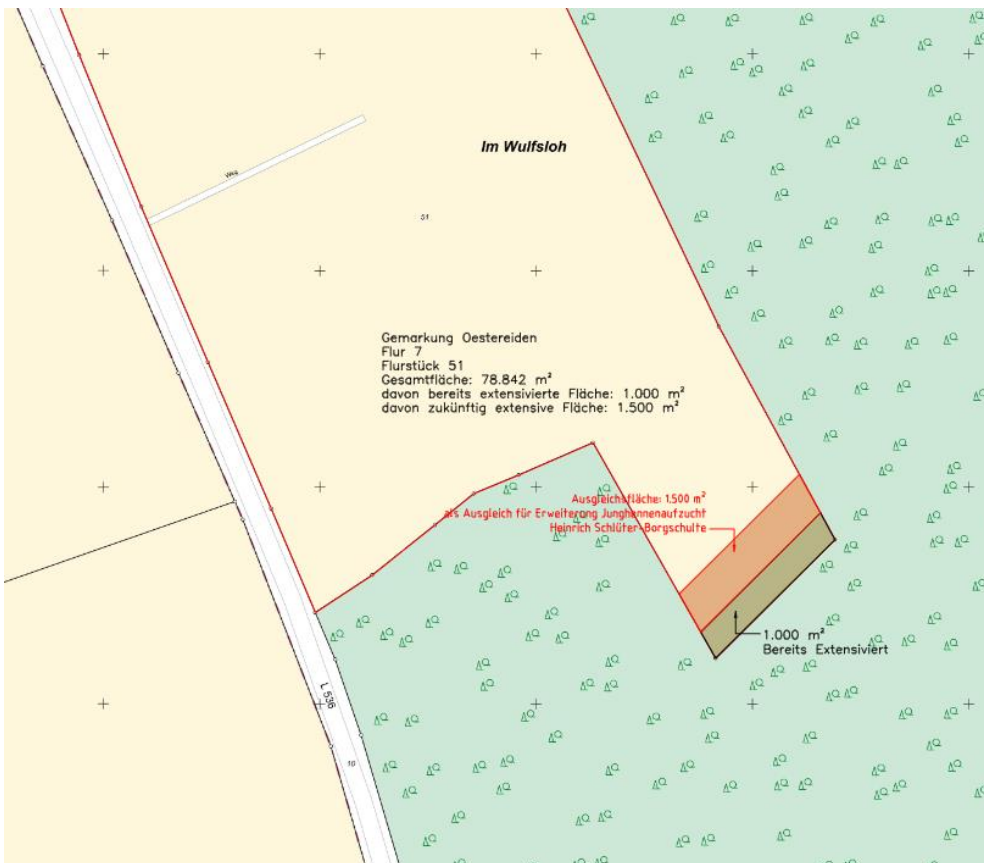 Im Wulfsloh
Weg
51
Gemarkung Oestereiden
Flur 7
Flurstück 51
Gesamtfläche: 78.842 m²
davon bereits extensivierte Fläche: 1.000 m²
davon zukünftig extensive Fläche: 1.500 m²
Ausgleichsfläche: 1.500 m²
als Ausgleich für Erweiterung Junghennenaufzucht
Heinrich Schlüter-Borgschulte
1.000 m²
Bereits Extensiviert
L 536
10